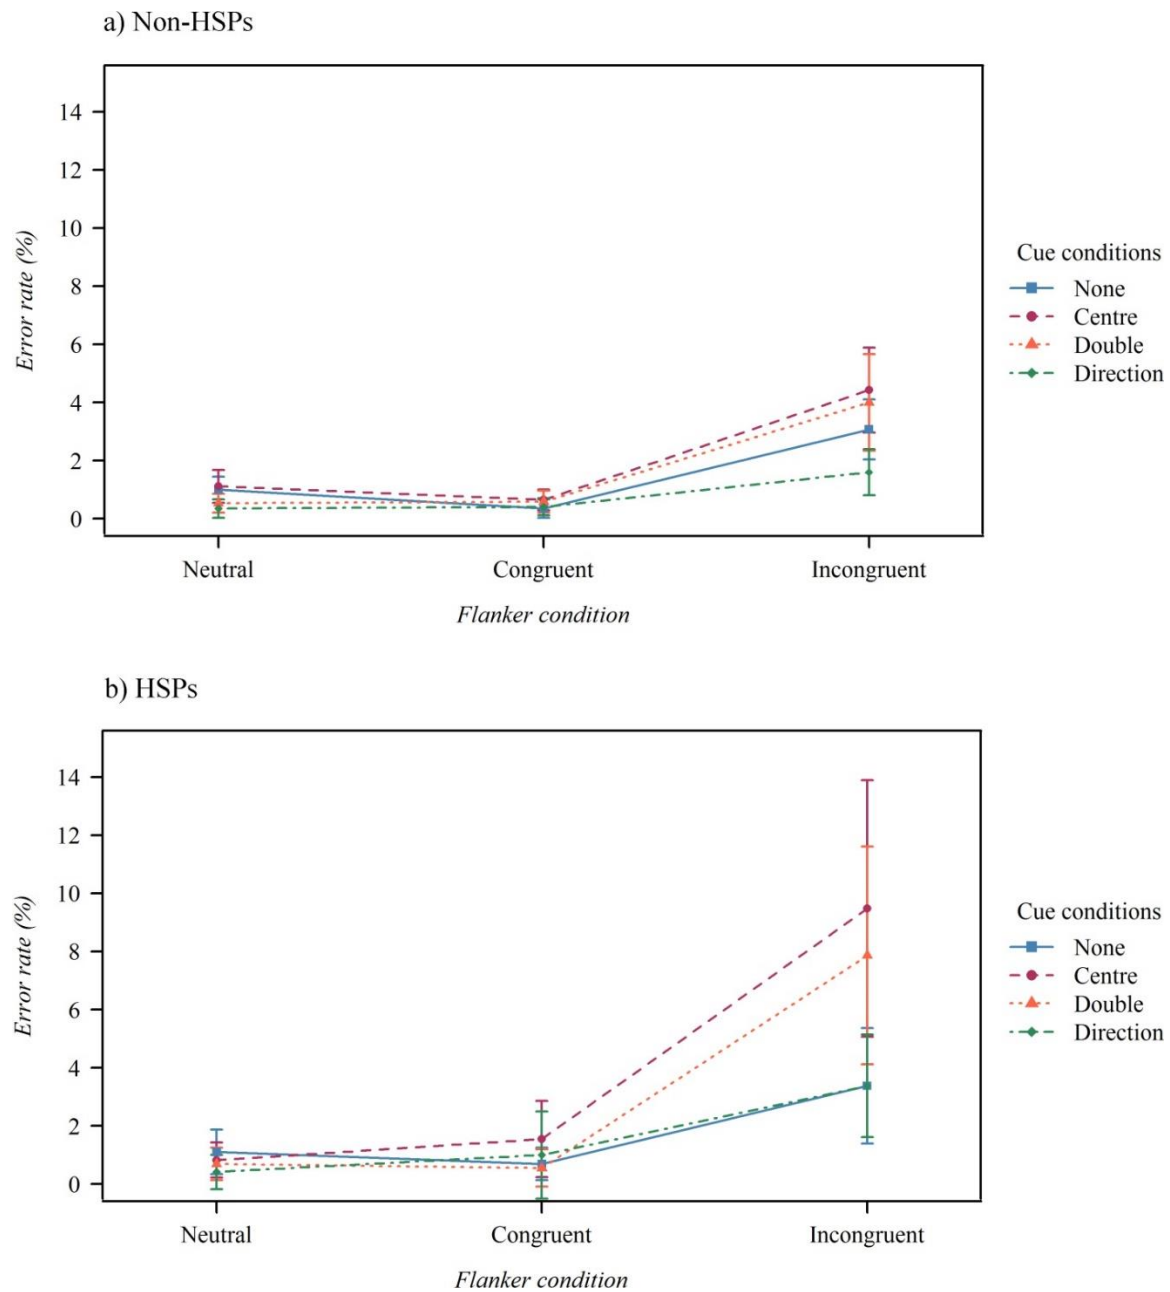 a) Non-HSPs
14
12
10
8
6
4
2
0
Error rate (%)
Neutral Congruent Incongruent
Flanker condition
Cue conditions
None
Centre
Double
Direction
b) HSPs
14
12
10
8
6
4
2
0
Error rate (%)
Neutral Congruent Incongruent
Flanker condition
Cue conditions
None
Centre
Double
Direction